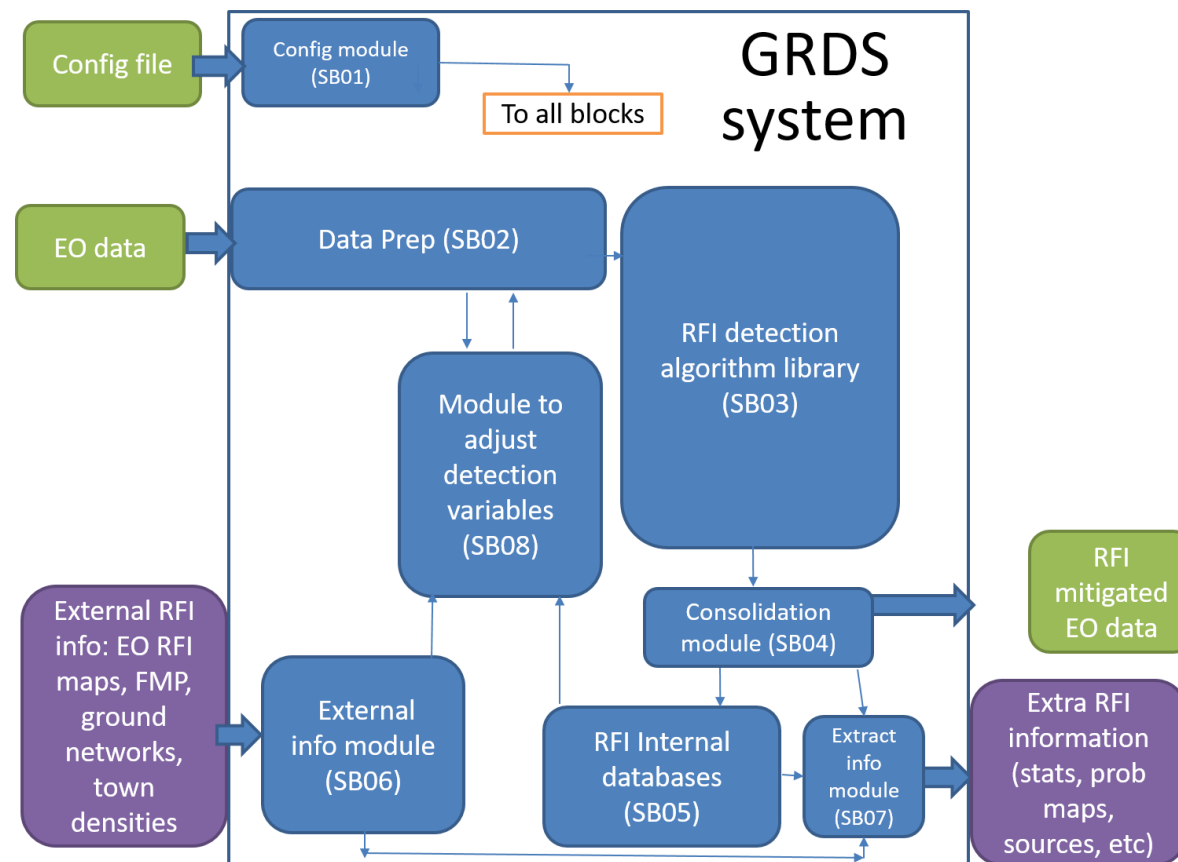 Config file
Config module
(SB01)
GRDS
system
To all blocks
EO data
Data Prep (SB02)
RFI detection
algorithm library
(SB03)
Module to
adjust
detection
variables
(SB08)
RFI
mitigated
EO data
External RFI
info: EO RFI
maps, FMP,
ground
networks,
town
densities
Consolidation
module (SB04)
External
info module
(SB06)
RFI Internal
databases
(SB05)
Extract
info
module
(SB07)
Extra RFI
information
(stats, prob
maps,
sources, etc)